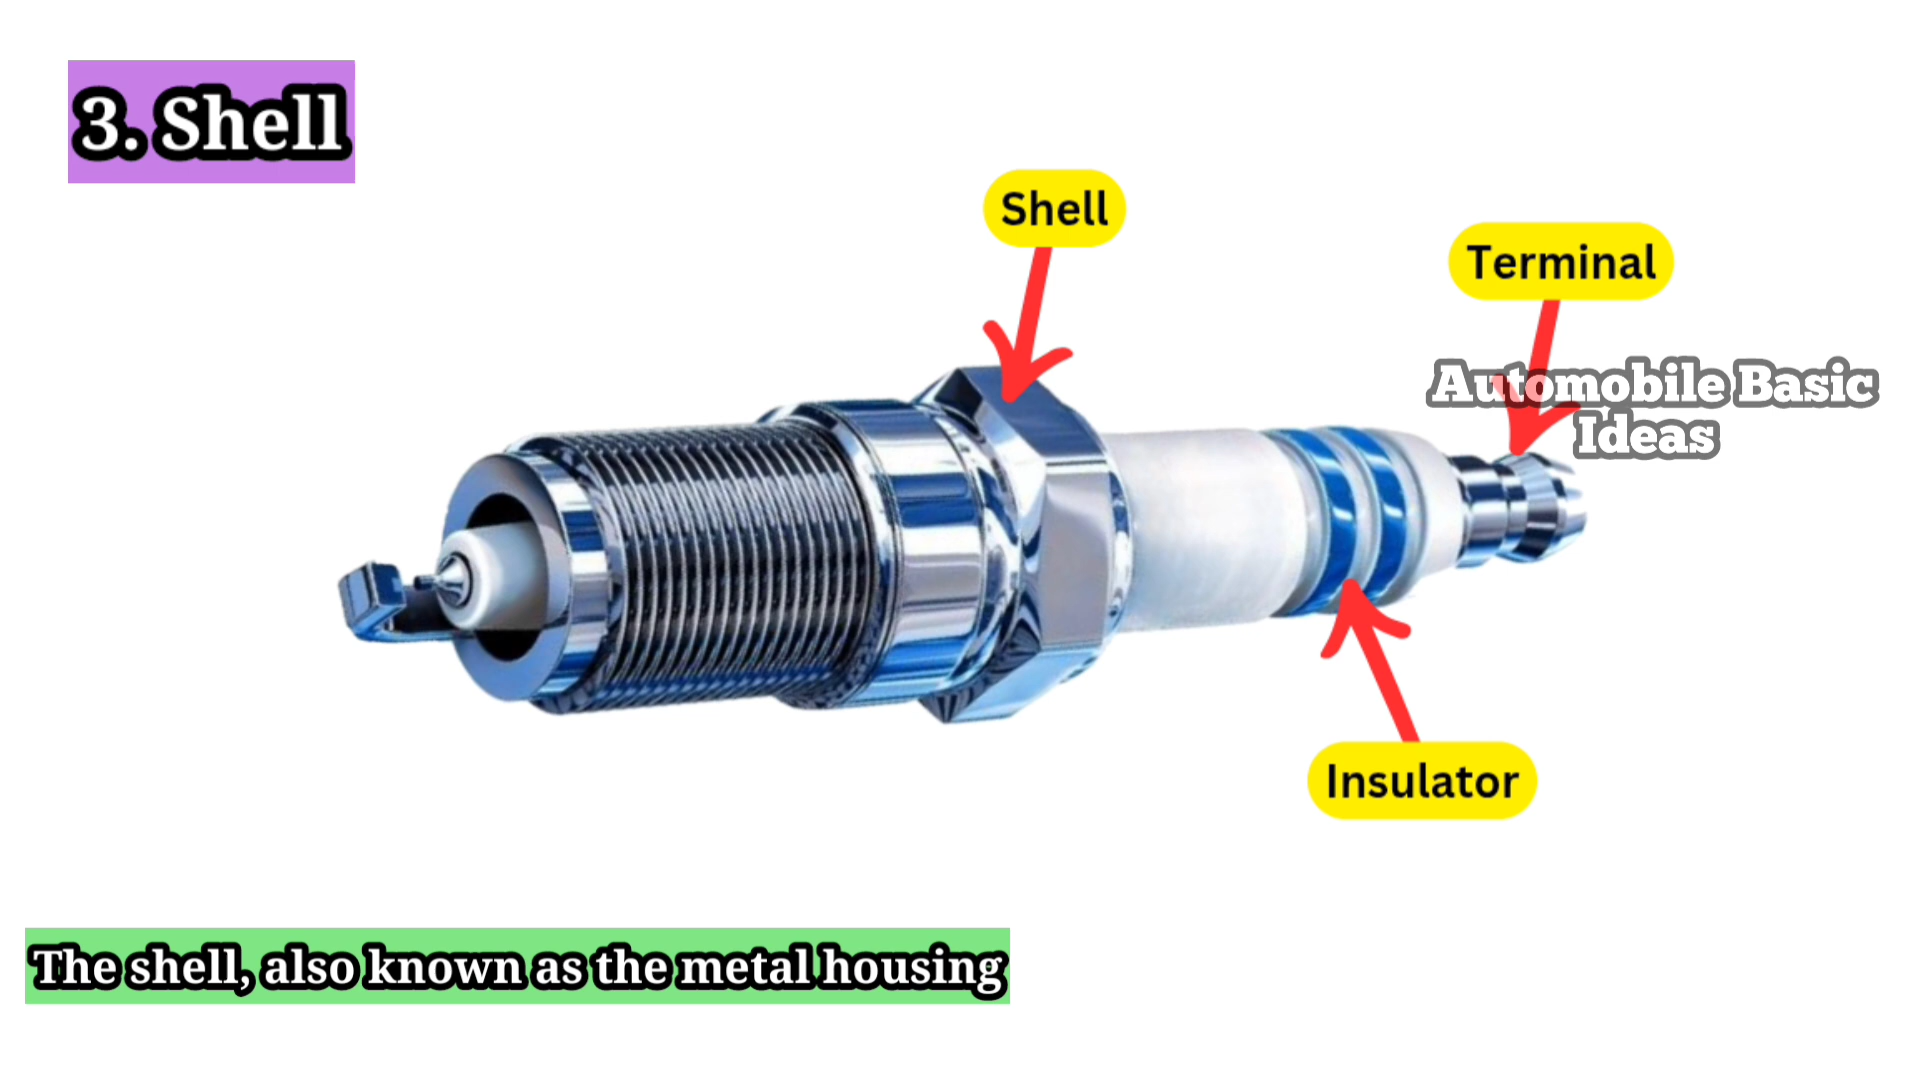 3. Shell
Shell
Terminal
Automobile Basic
Ideas
Insulator
The shell, also known as the metal housing